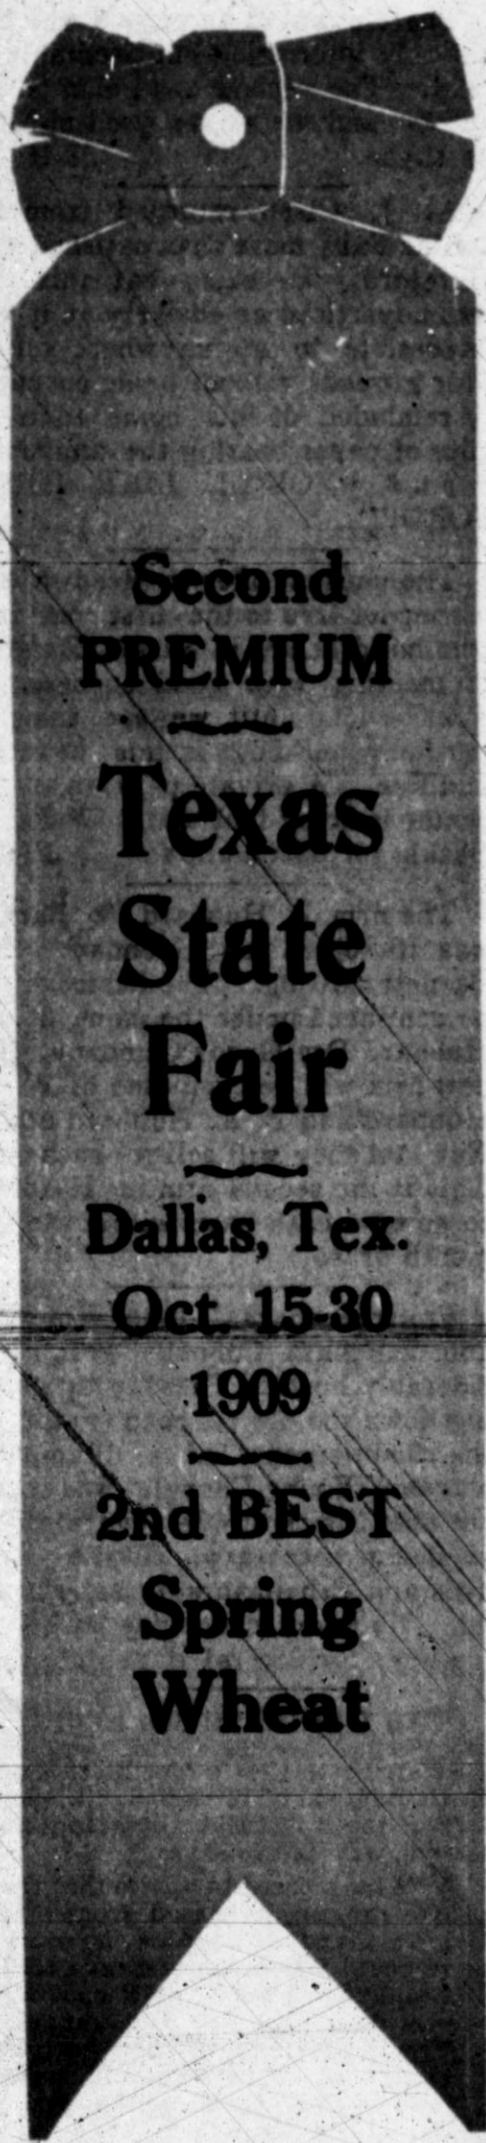 Second
PREMIUM
Texas
State
Fair
Dallas, Tex.
Oct. 15-30
1909
2nd BEST
Spring
Wheat